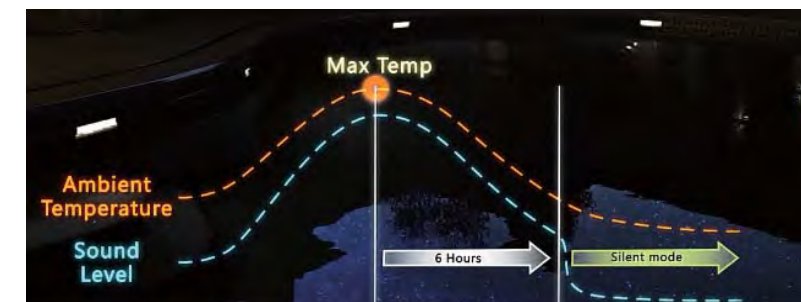 Max Temp
Ambient
Temperature
Sound
Level
6 Hours
Silent mode